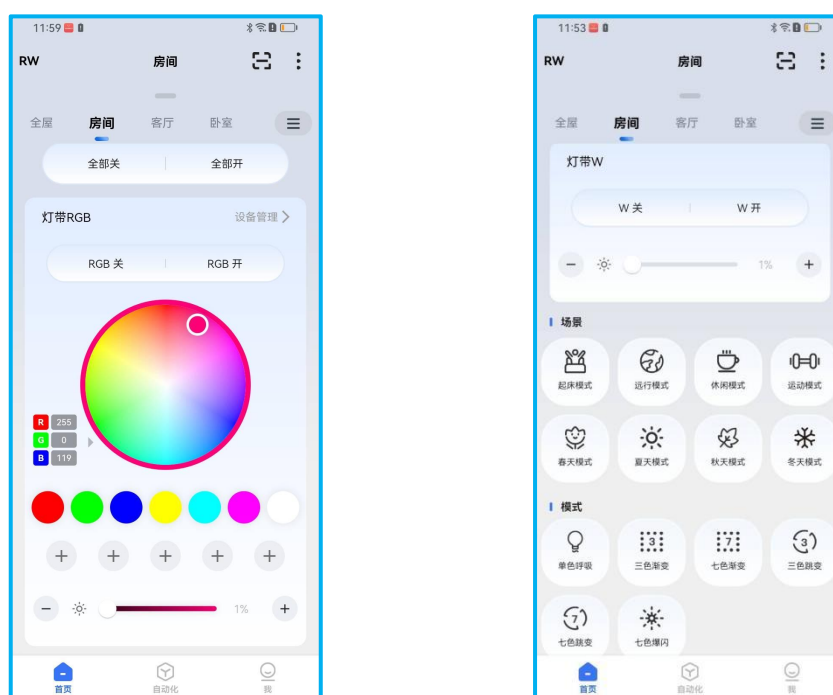 11:59
RW
房间
全屋
房间
客厅
卧室
全部关
全部开
灯带RGB
设备管理
RGB 关
RGB 开
R 255
G 0
B 119
1%
首页
自动化
我
11:53
RW
房间
全屋
房间
客厅
卧室
灯带W
W 关
W 开
1%
场景
起床模式
远行模式
休闲模式
运动模式
春天模式
夏天模式
秋天模式
冬天模式
模式
3
7
3
单色呼吸
三色渐变
七色渐变
三色跳变
7
七色跳变
七色爆闪
首页
自动化
我